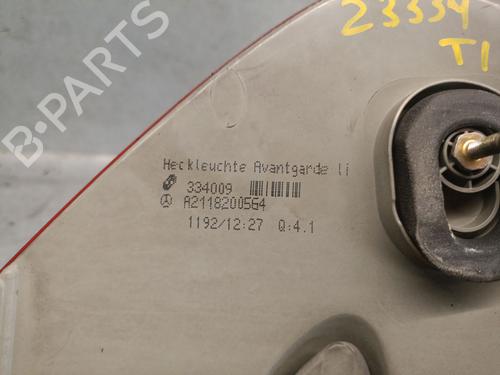 23334
T1
B-PARTS
Heckleuchte Avantgarde li
334009
A2118200564
1192/12:27 Q:4.1